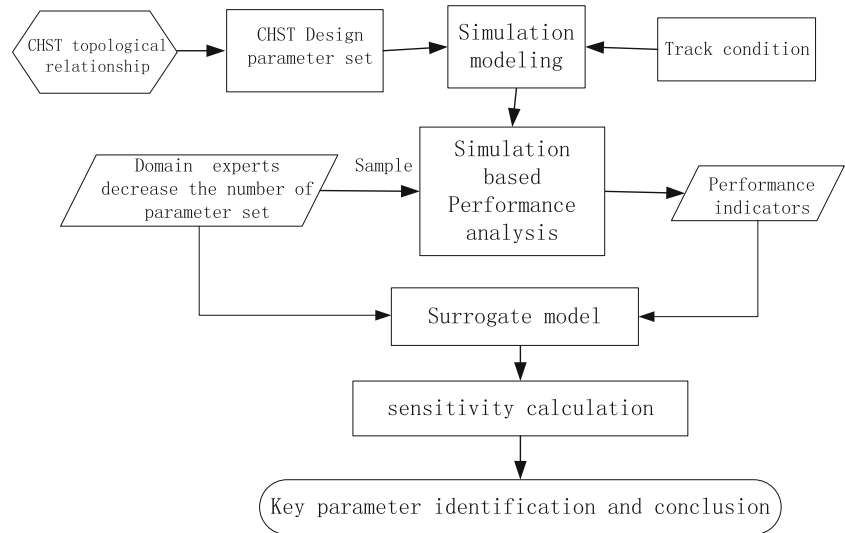 CHST topological
relationship
CHST Design
parameter set
Simulation
modeling
Track condition
Domain experts
decrease the number of
parameter set
Sample
Simulation
based
Performance
analysis
Performance
indicators
Surrogate model
sensitivity calculation
Key parameter identification and conclusion